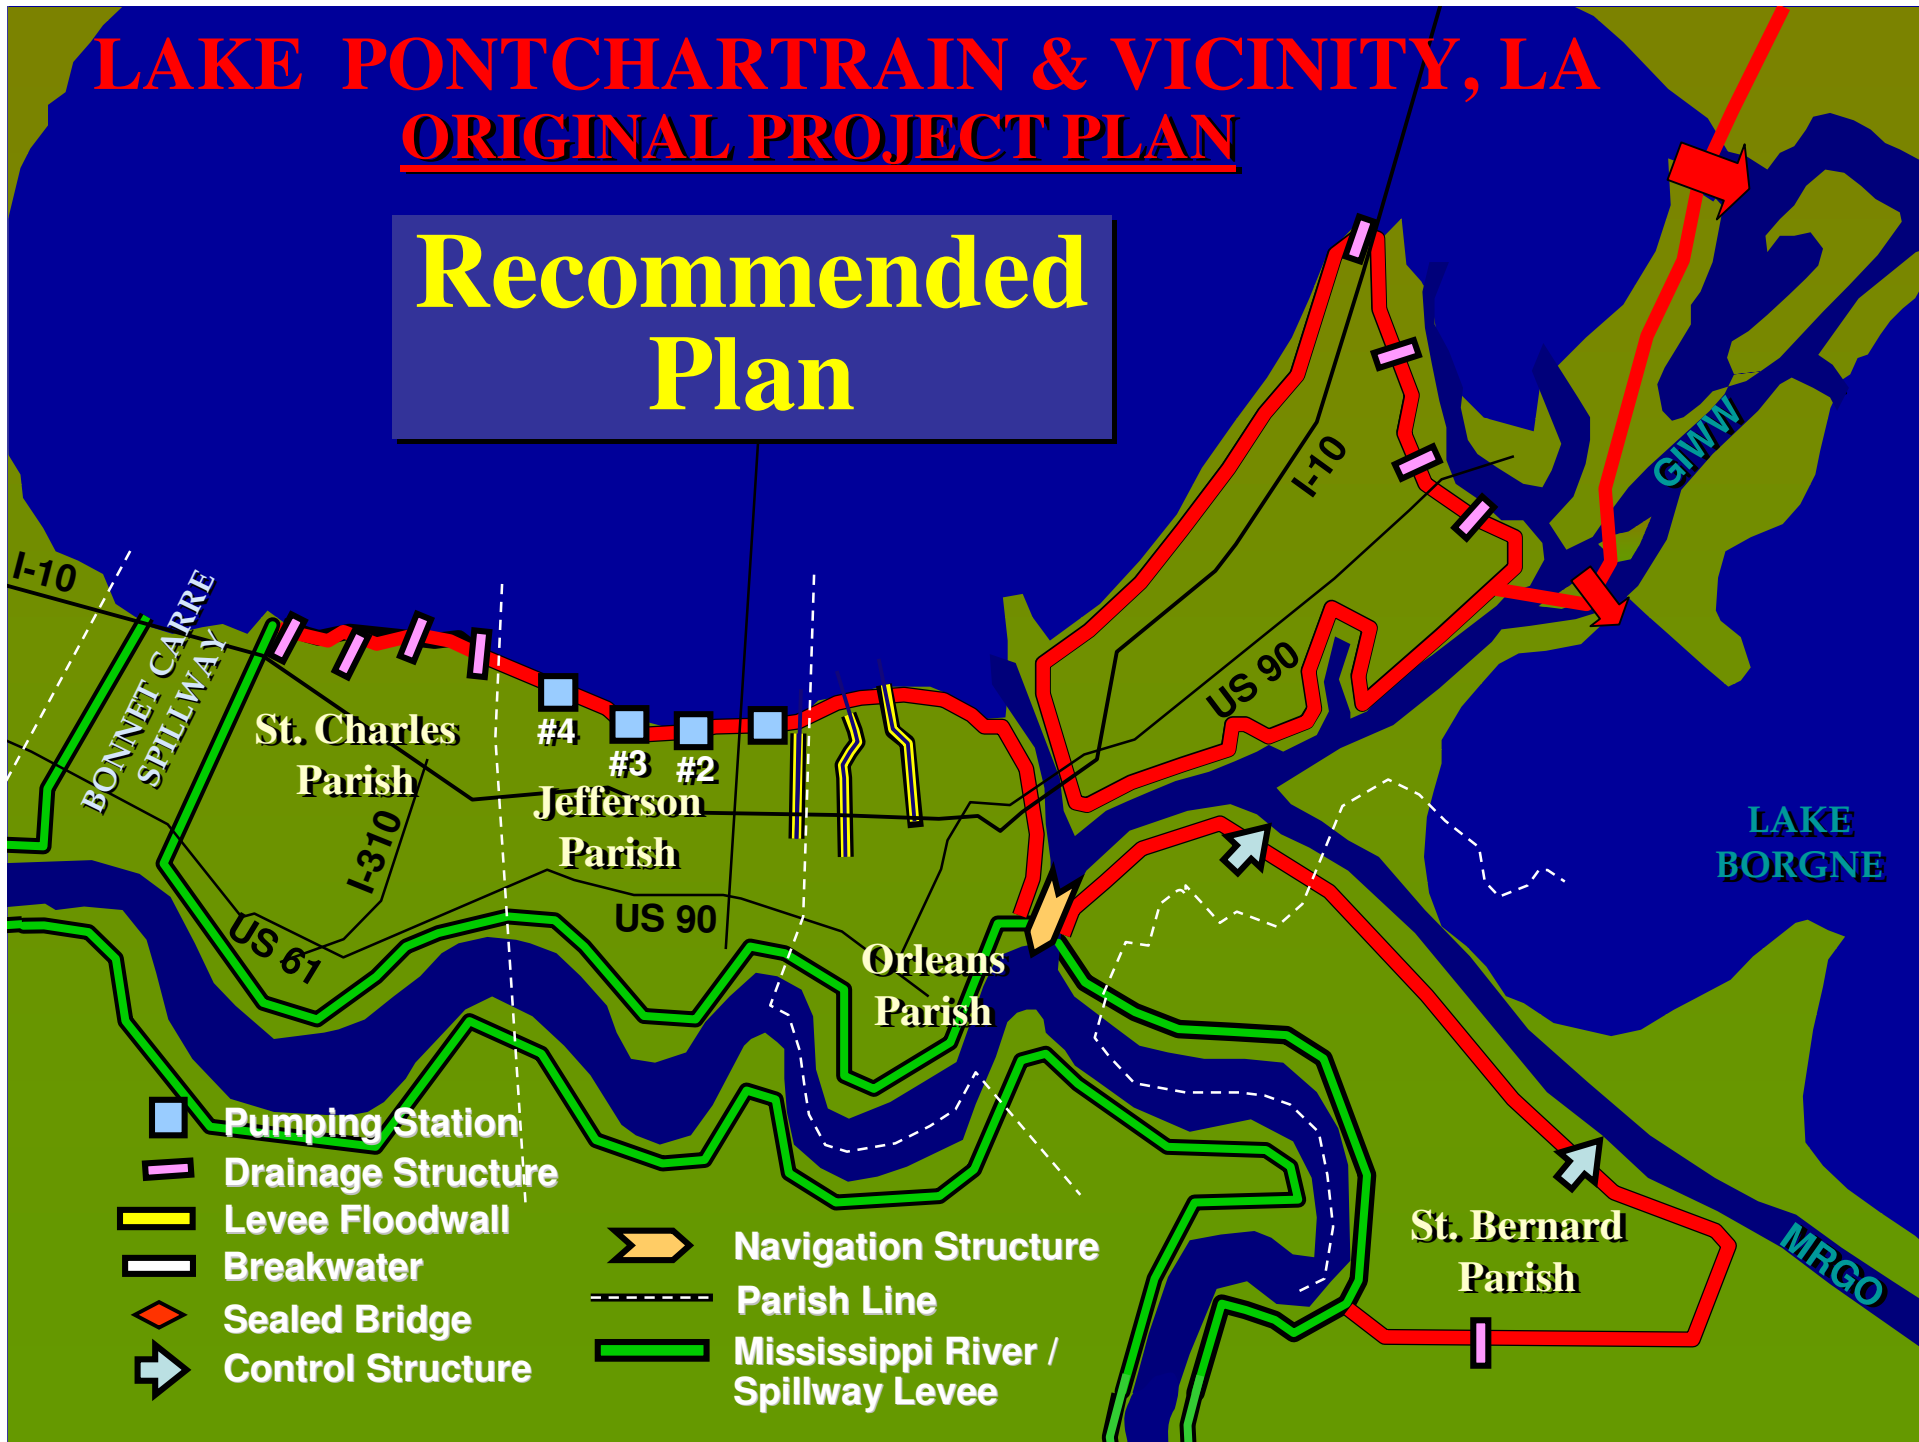 LAKE PONTCHARTRAIN & VICINITY, LA
ORIGINAL PROJECT PLAN
Recommended
Plan
I-10
BONNET CARRE
SPILLWAY
St. Charles
Parish
I-310
US 61
#4
#3
#2
Jefferson
Parish
US 90
Orleans
Parish
I-10
US 90
GIWW
LAKE
BORGNE
St. Bernard
Parish
MRGO
Pumping Station
Drainage Structure
Levee Floodwall
Breakwater
Sealed Bridge
Control Structure
Navigation Structure
Parish Line
Mississippi River /
Spillway Levee